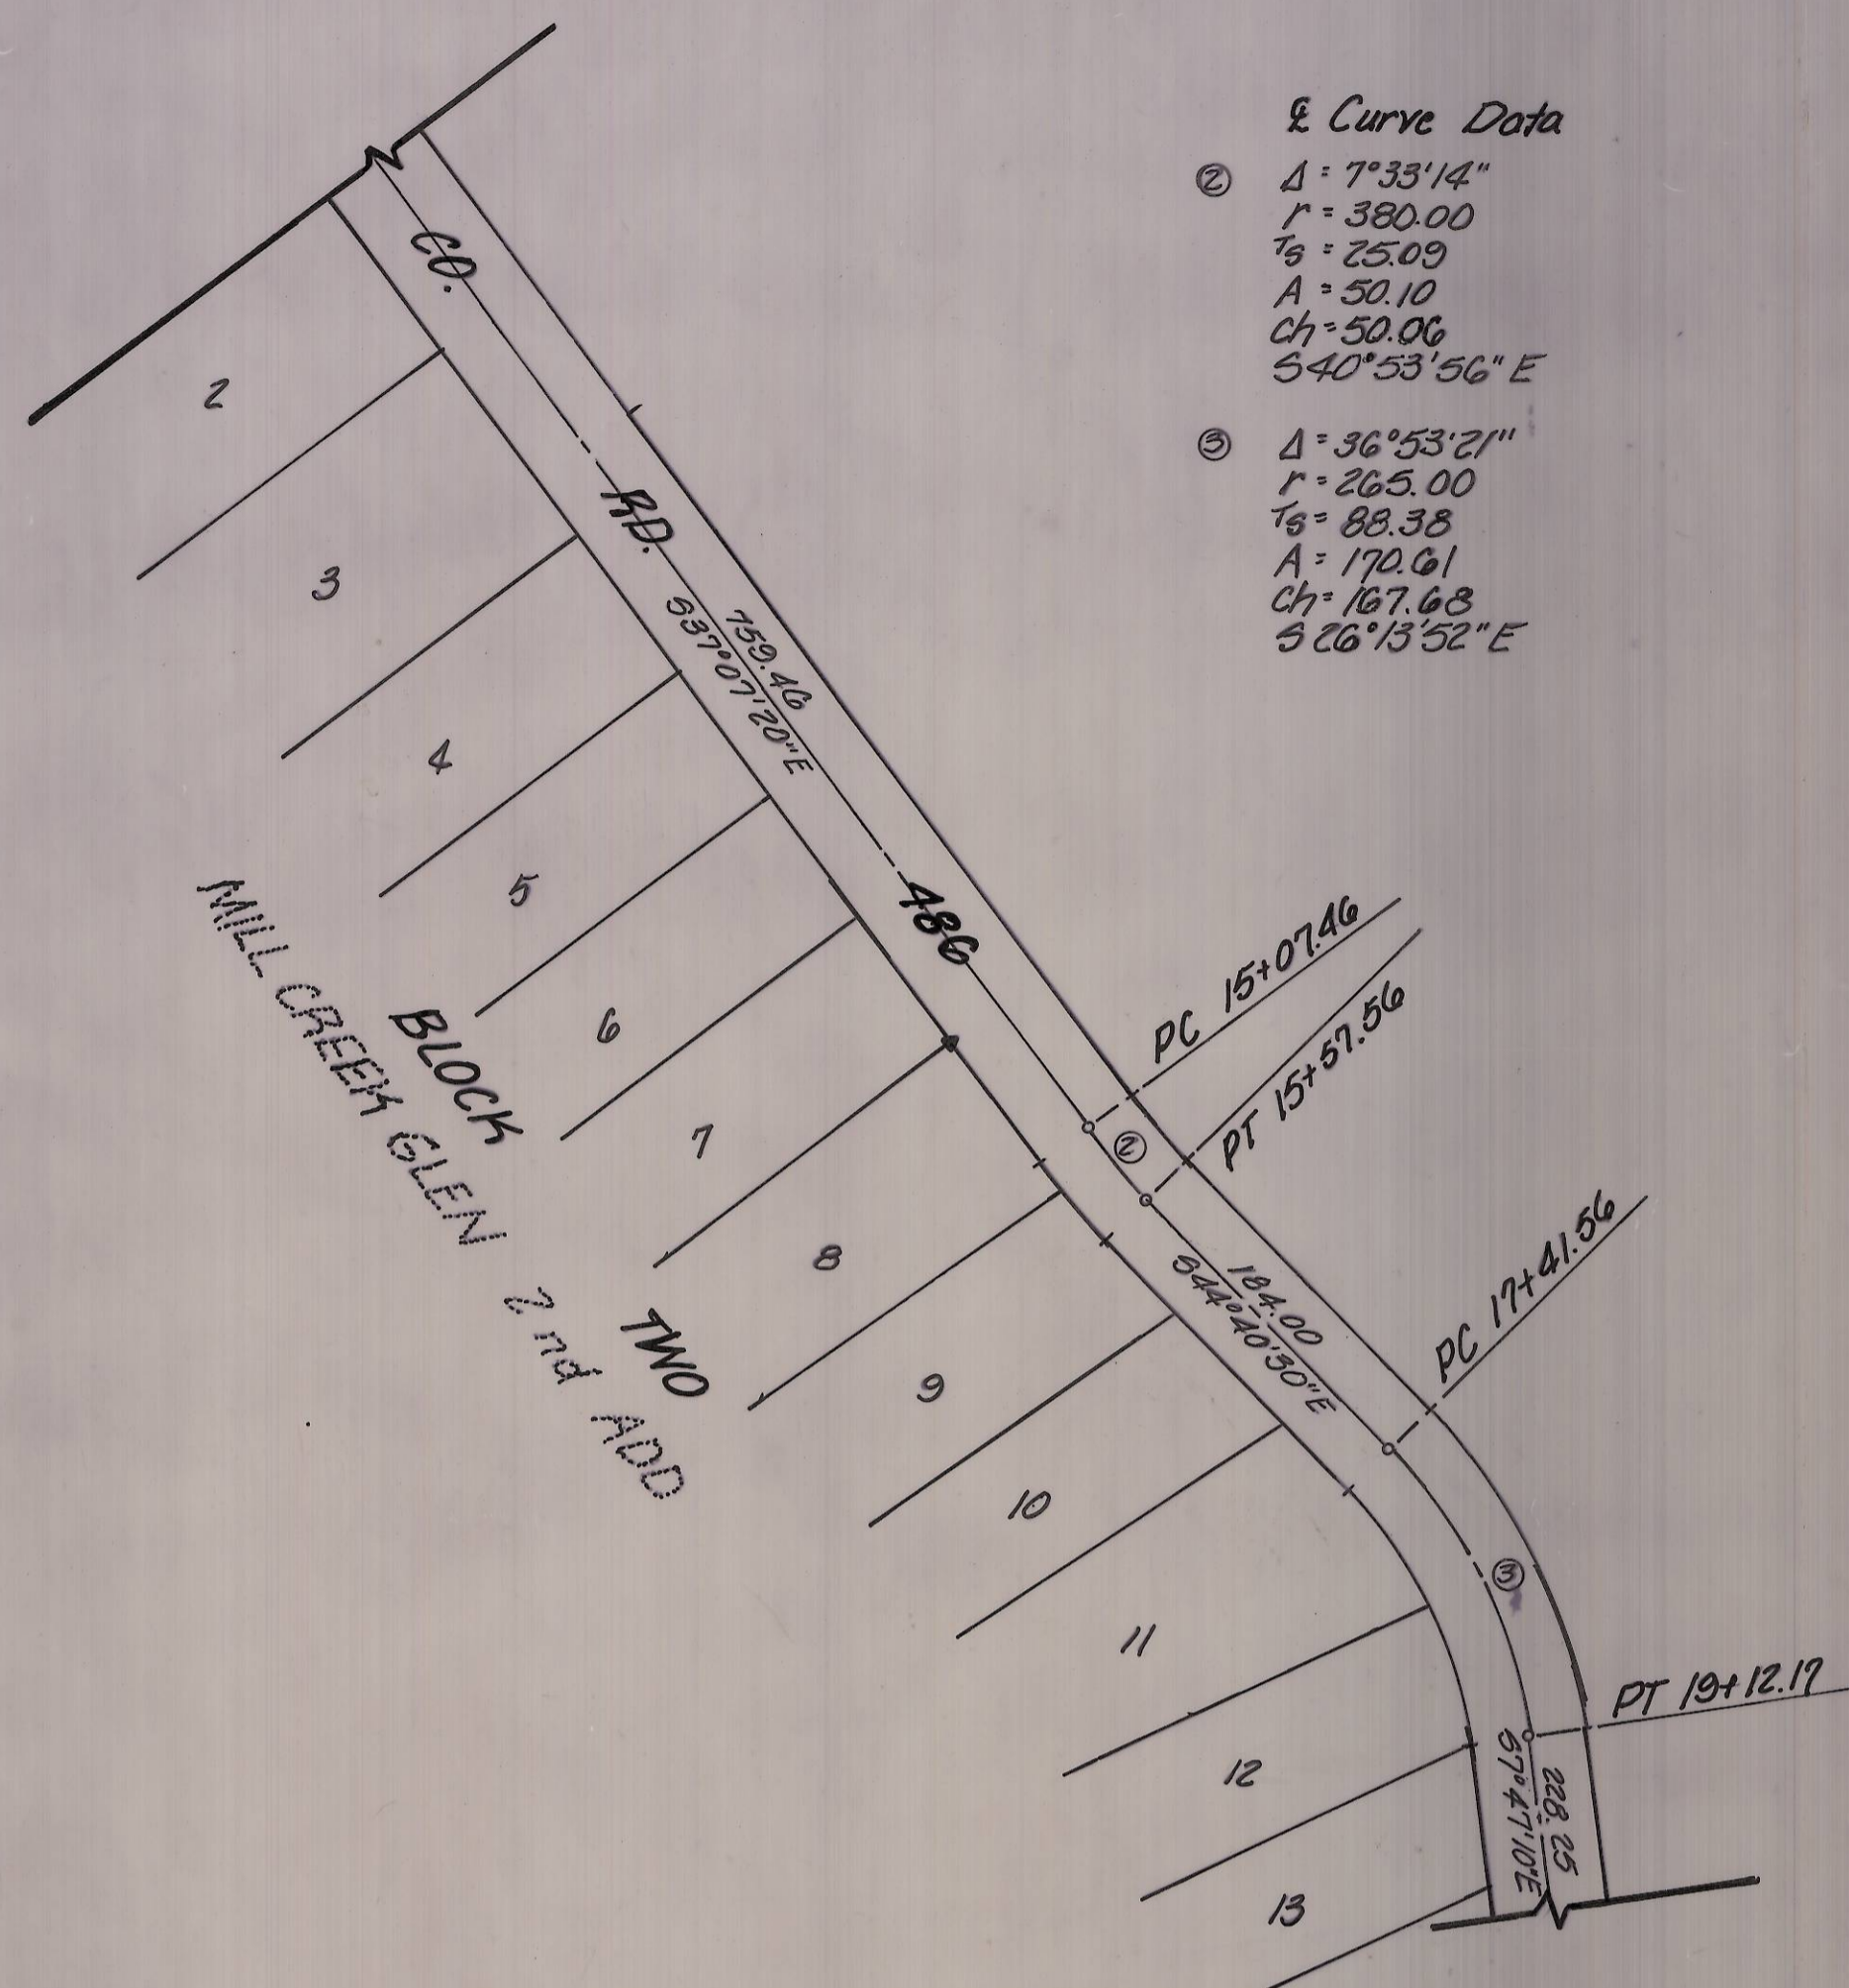 ℄ Curve Data
② Δ = 7°33'14"
r = 380.00
Ts = 25.09
A = 50.10
Ch = 50.06
S40°53'56" E
③ Δ = 36°53'21"
r = 265.00
Ts = 88.38
A = 170.61
Ch = 167.68
S 26°13'52" E
CO. RD. 486
759.46
S37°07'20"E
2
3
4
5
6
7
8
9
10
11
12
13
BLOCK TWO
MILL CREEK GLEN 2nd ADD
PC 15+07.46
②
PT 15+57.56
184.00
S44°40'30"E
PC 17+41.56
③
PT 19+12.17
228.25
S7°47'10"E